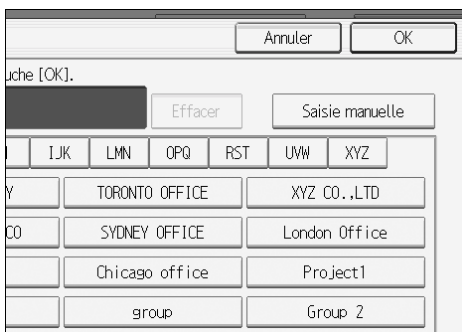 Annuler OK
uche [OK].
Effacer Saisie manuelle
IJK LMN OPQ RST UVW XYZ
Y TORONTO OFFICE XYZ CO.,LTD
CO SYDNEY OFFICE London Office
Chicago office Project1
group Group 2